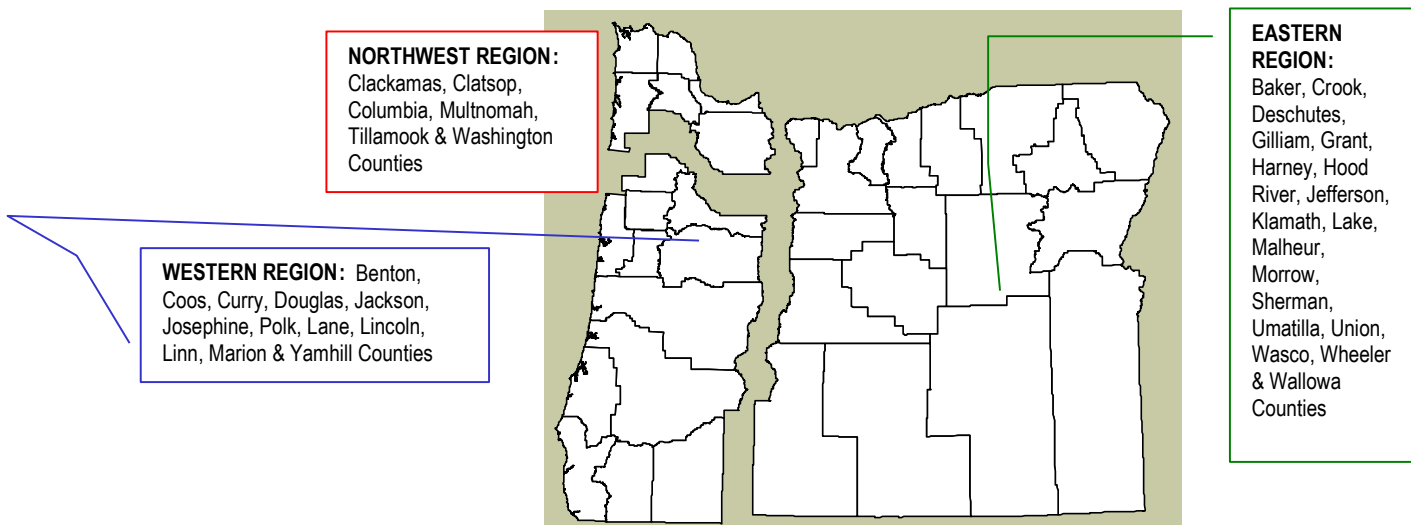 NORTHWEST REGION:
Clackamas, Clatsop,
Columbia, Multnomah,
Tillamook & Washington
Counties
WESTERN REGION: Benton,
Coos, Curry, Douglas, Jackson,
Josephine, Polk, Lane, Lincoln,
Linn, Marion & Yamhill Counties
EASTERN
REGION:
Baker, Crook,
Deschutes,
Gilliam, Grant,
Harney, Hood
River, Jefferson,
Klamath, Lake,
Malheur,
Morrow,
Sherman,
Umatilla, Union,
Wasco, Wheeler
& Wallowa
Counties